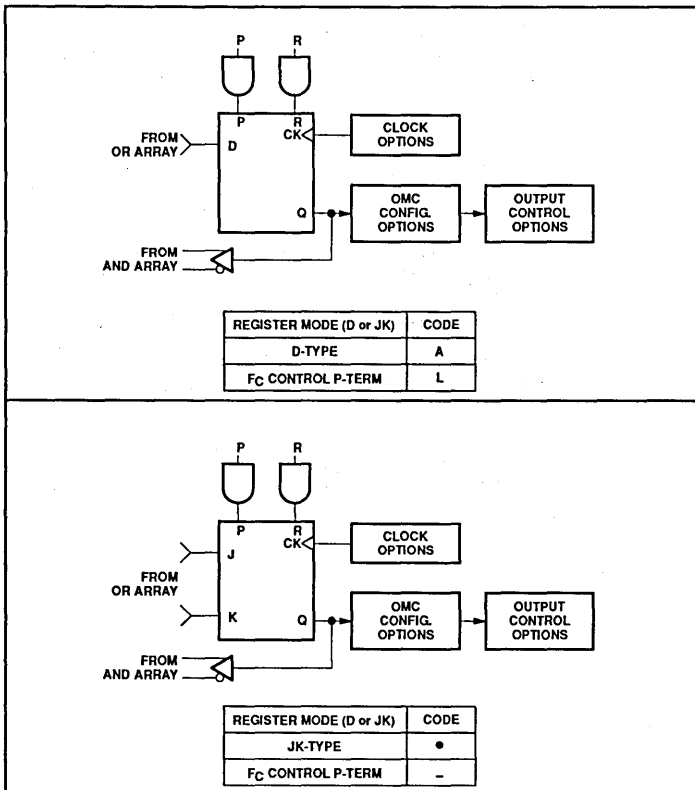 P R
P R
CK
CLOCK
OPTIONS
FROM
OR ARRAY
D
Q
OMC
CONFIG.
OPTIONS
OUTPUT
CONTROL
OPTIONS
FROM
AND ARRAY
REGISTER MODE (D or JK) CODE
D-TYPE A
FC CONTROL P-TERM L
P R
P R
CK
CLOCK
OPTIONS
J
FROM
OR ARRAY
K
Q
OMC
CONFIG.
OPTIONS
OUTPUT
CONTROL
OPTIONS
FROM
AND ARRAY
REGISTER MODE (D or JK) CODE
JK-TYPE ●
FC CONTROL P-TERM –